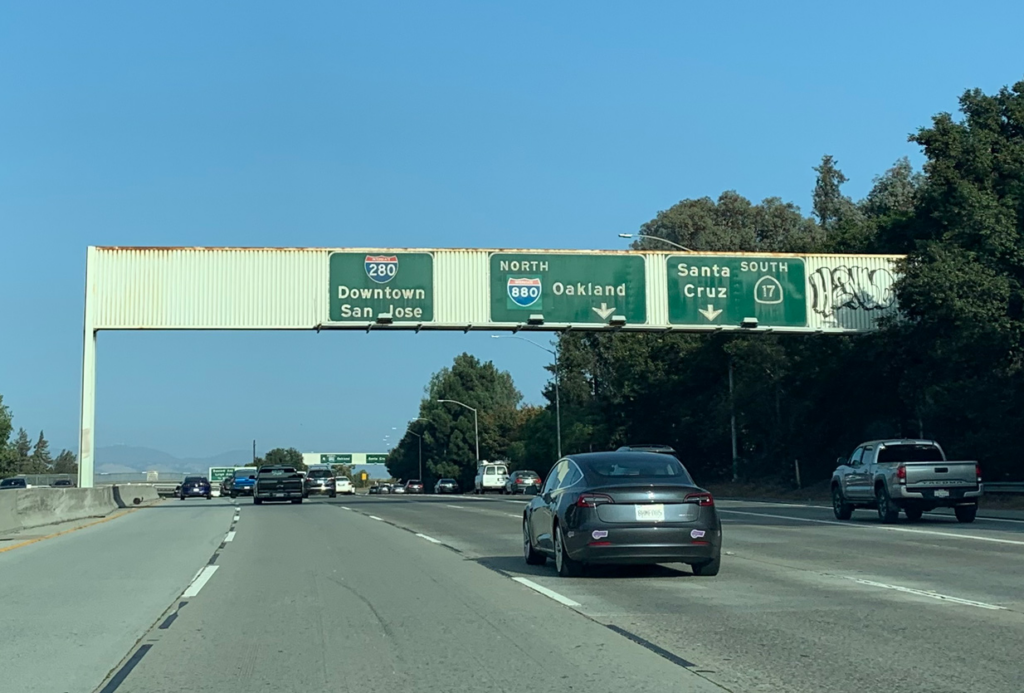 280
Downtown
San Jose
NORTH
880 Oakland
Santa SOUTH
Cruz 17